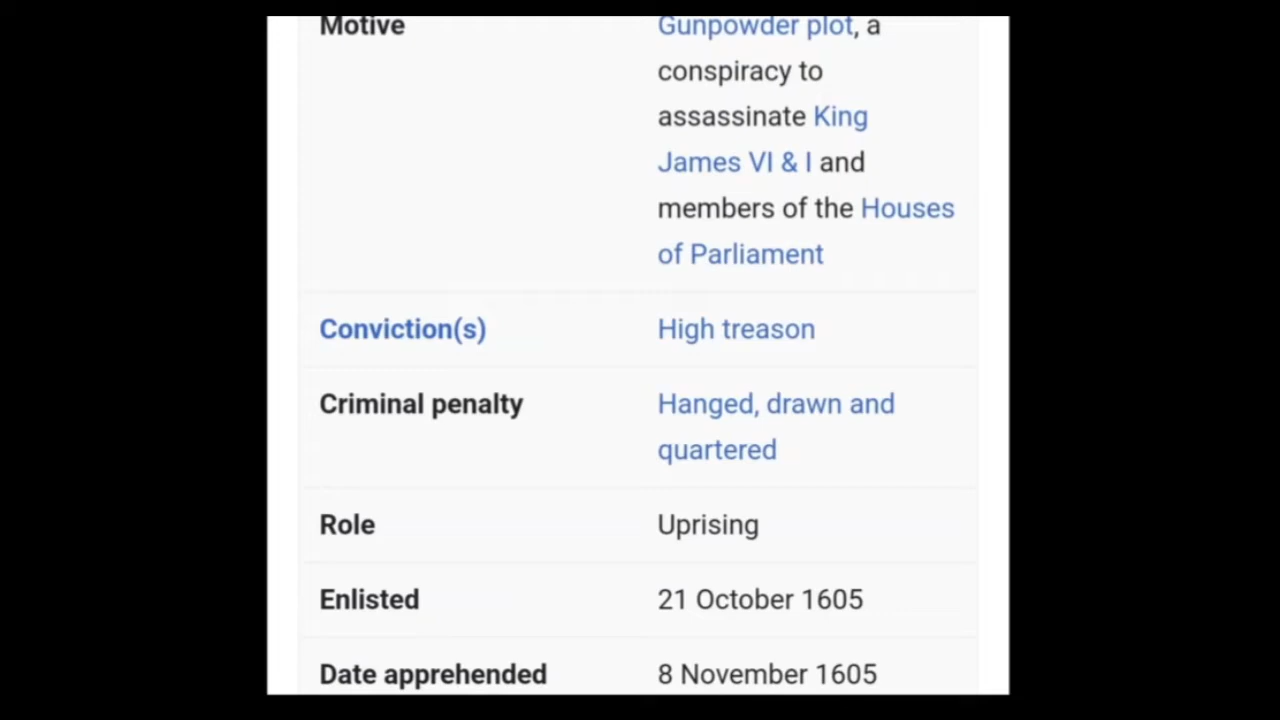 Motive Gunpowder plot, a
conspiracy to
assassinate King
James VI & I and
members of the Houses
of Parliament
Conviction(s) High treason
Criminal penalty Hanged, drawn and
quartered
Role Uprising
Enlisted 21 October 1605
Date apprehended 8 November 1605